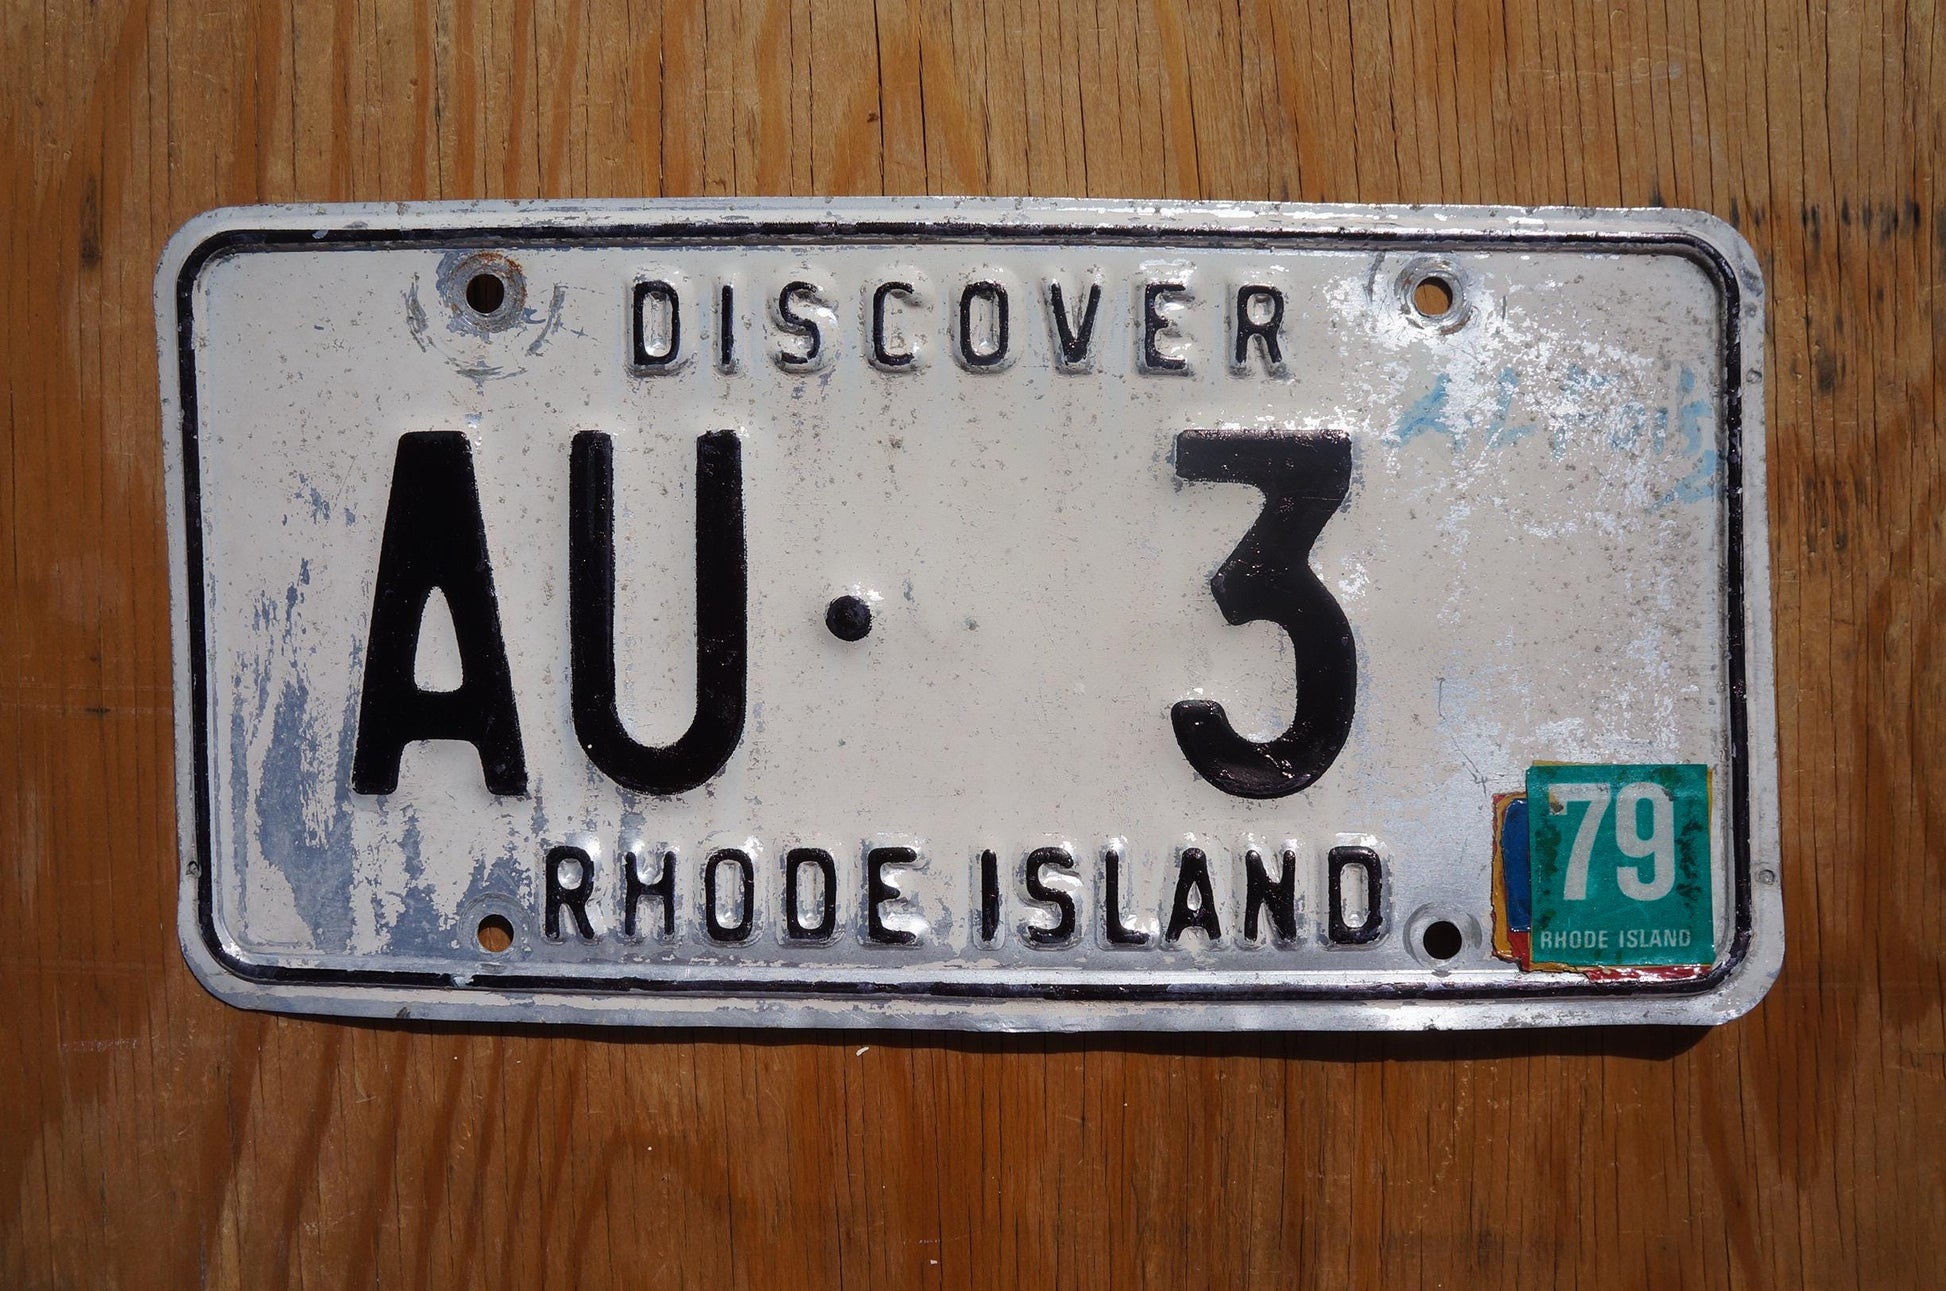 DISCOVER
AU · 3
RHODE ISLAND
79
RHODE ISLAND